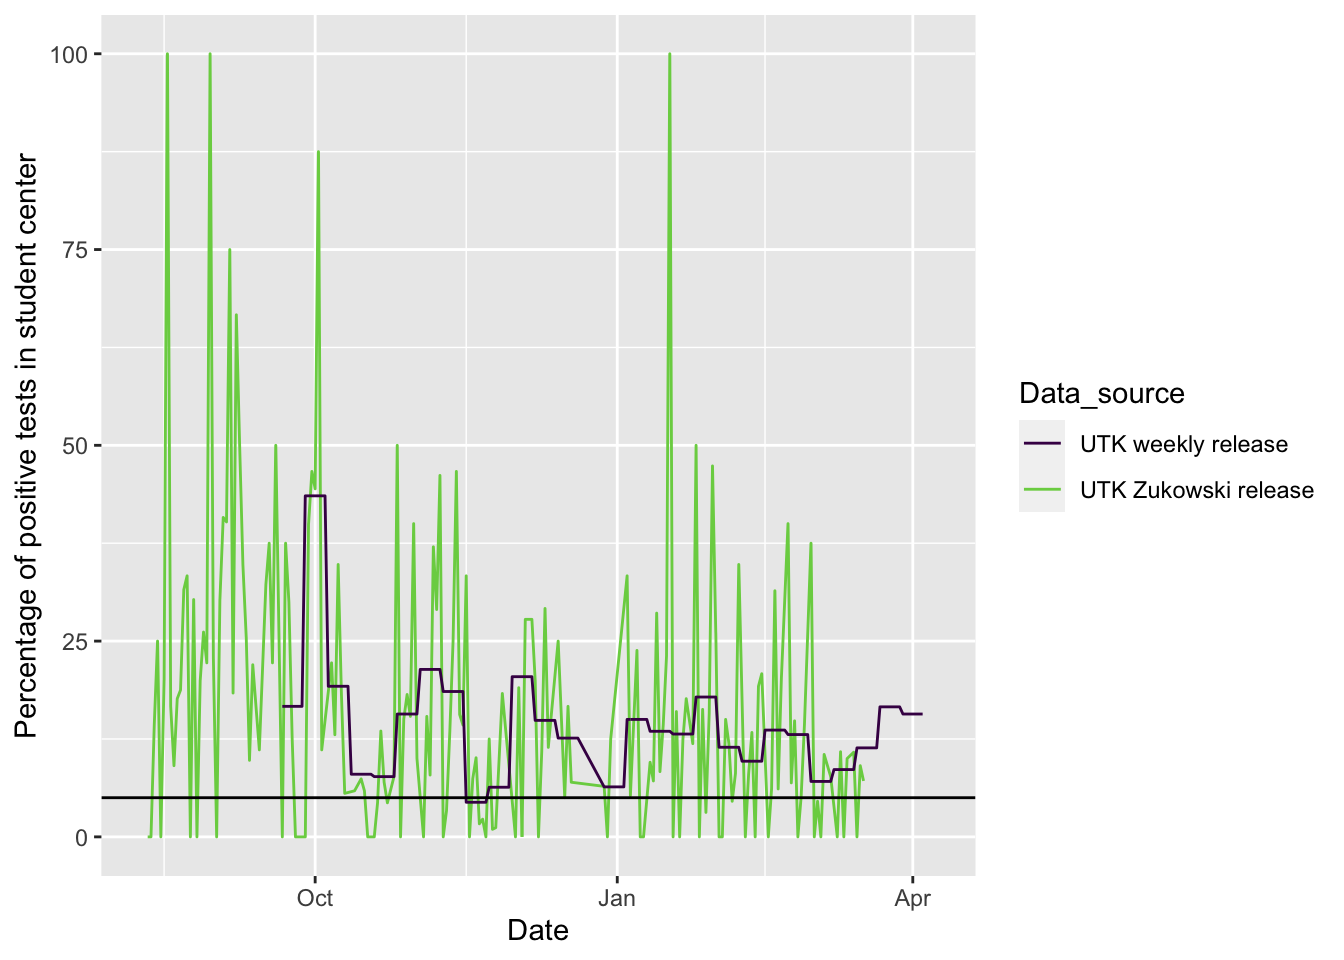 100
75
50
25
0
Percentage of positive tests in student center
Oct
Jan
Apr
Date
Data_source
UTK weekly release
UTK Zukowski release